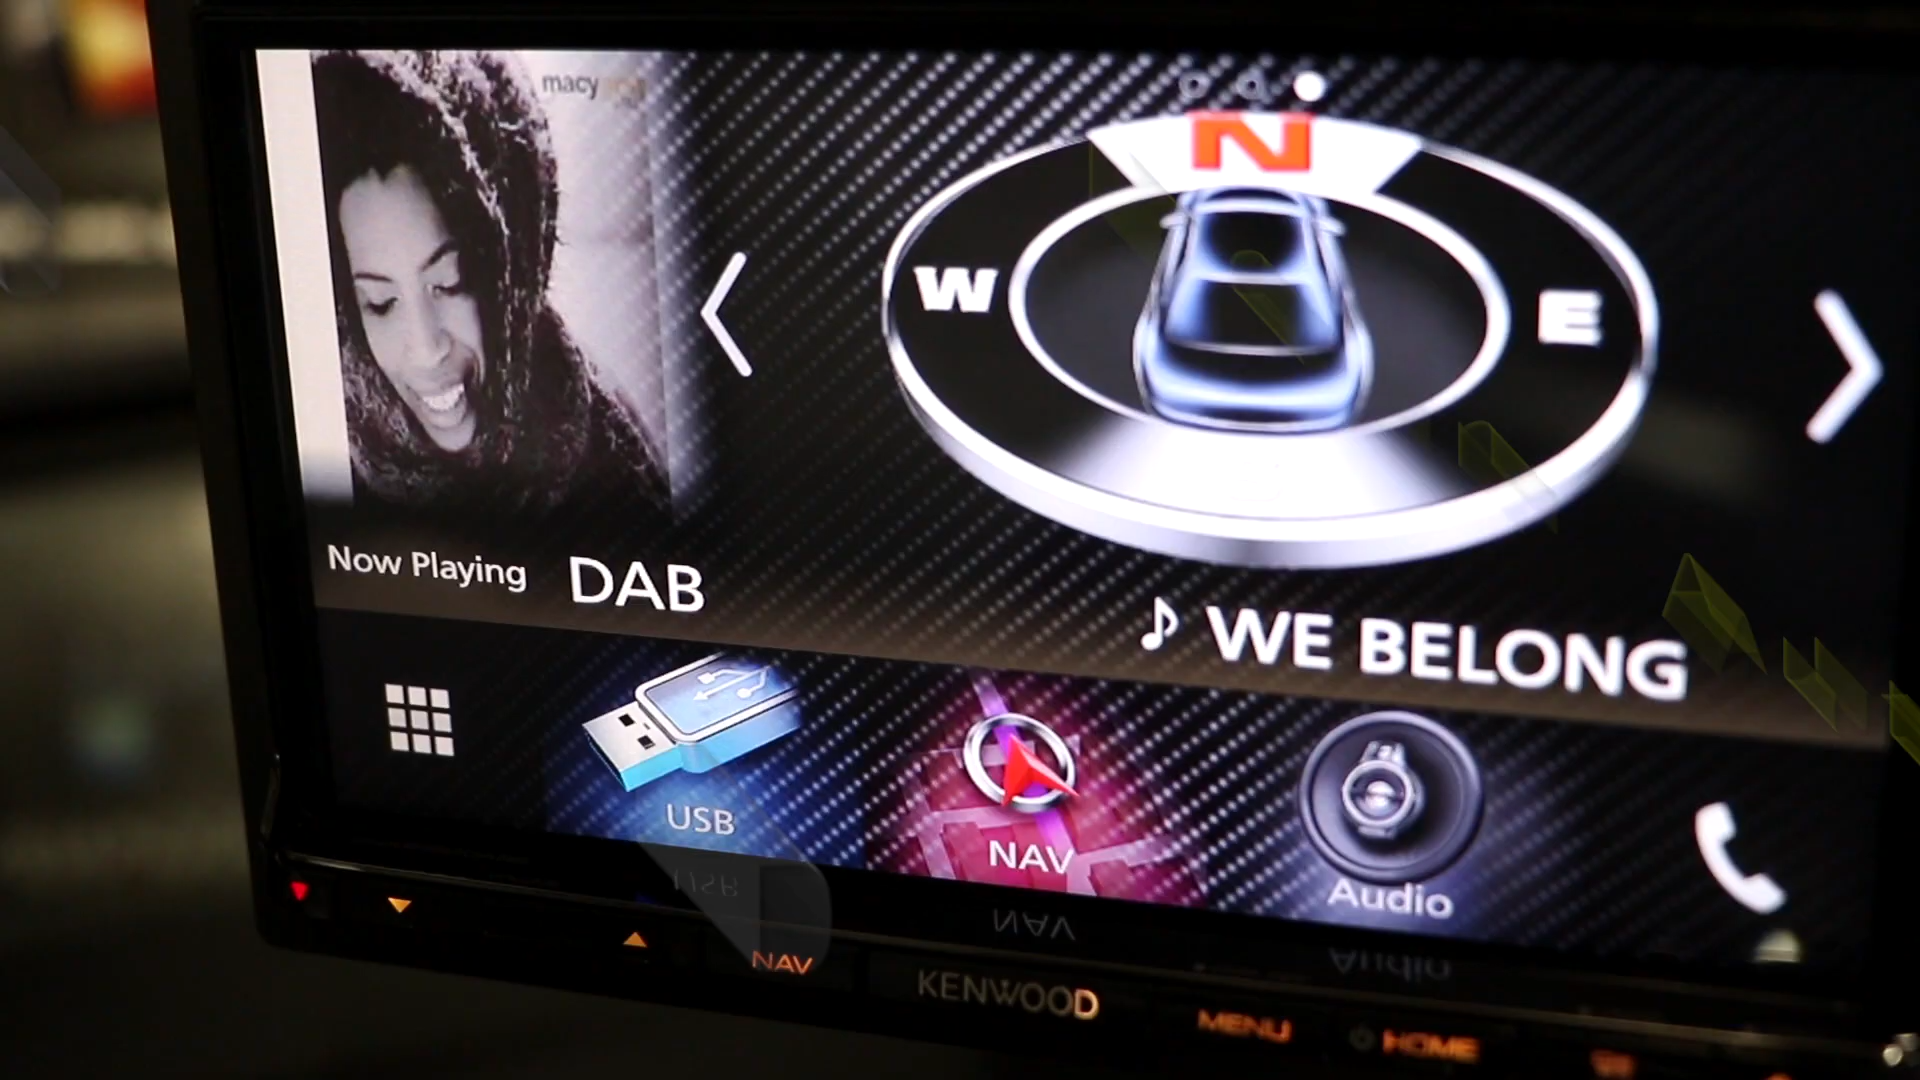 macy
N
W
E
Now Playing DAB
♪ WE BELONG
USB
NAV
Audio
NAV
KENWOOD
MENU
HOME